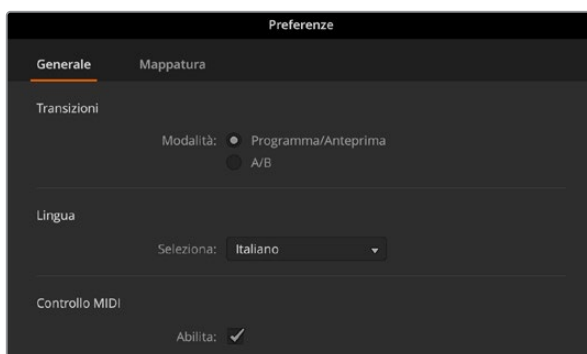 Preferenze
Generale Mappatura
Transizioni
Modalità: Programma/Anteprima
A/B
Lingua
Seleziona: Italiano
Controllo MIDI
Abilita: